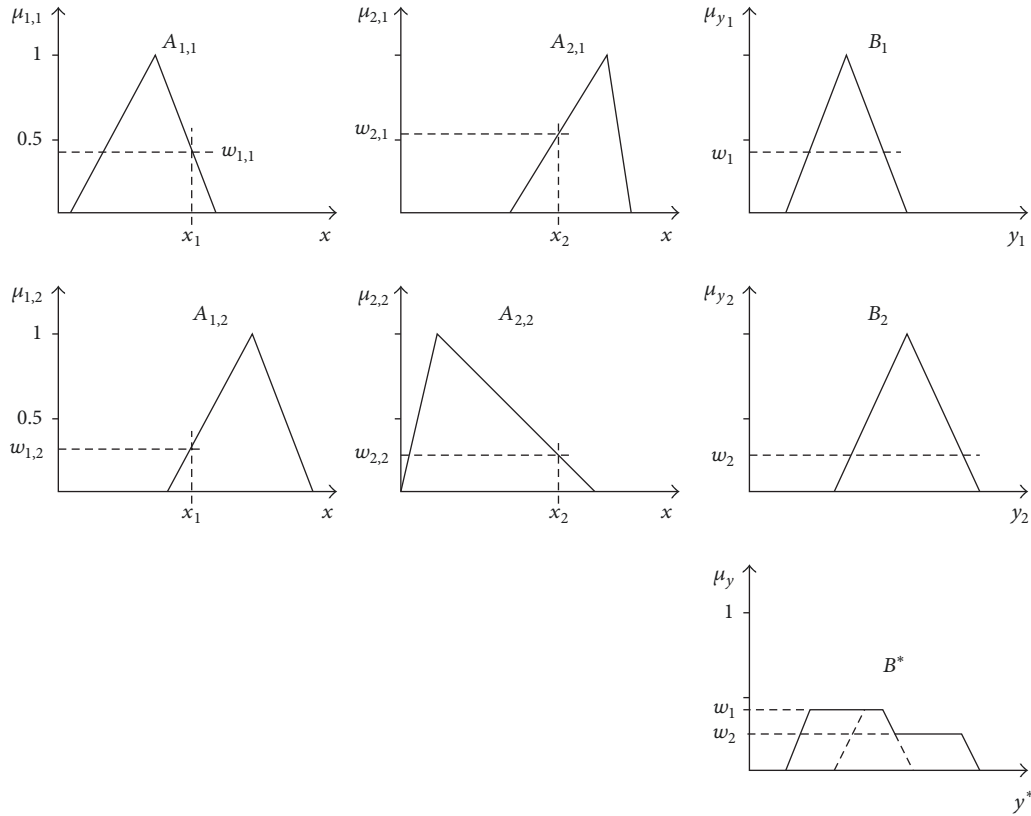 μ1,1
A1,1
1
0.5
w1,1
x1
x
μ2,1
A2,1
w2,1
x2
x
μy1
B1
w1
y1
μ1,2
A1,2
1
0.5
w1,2
x1
x
μ2,2
A2,2
w2,2
x2
x
μy2
B2
w2
y2
μy
1
B*
w1
w2
y*